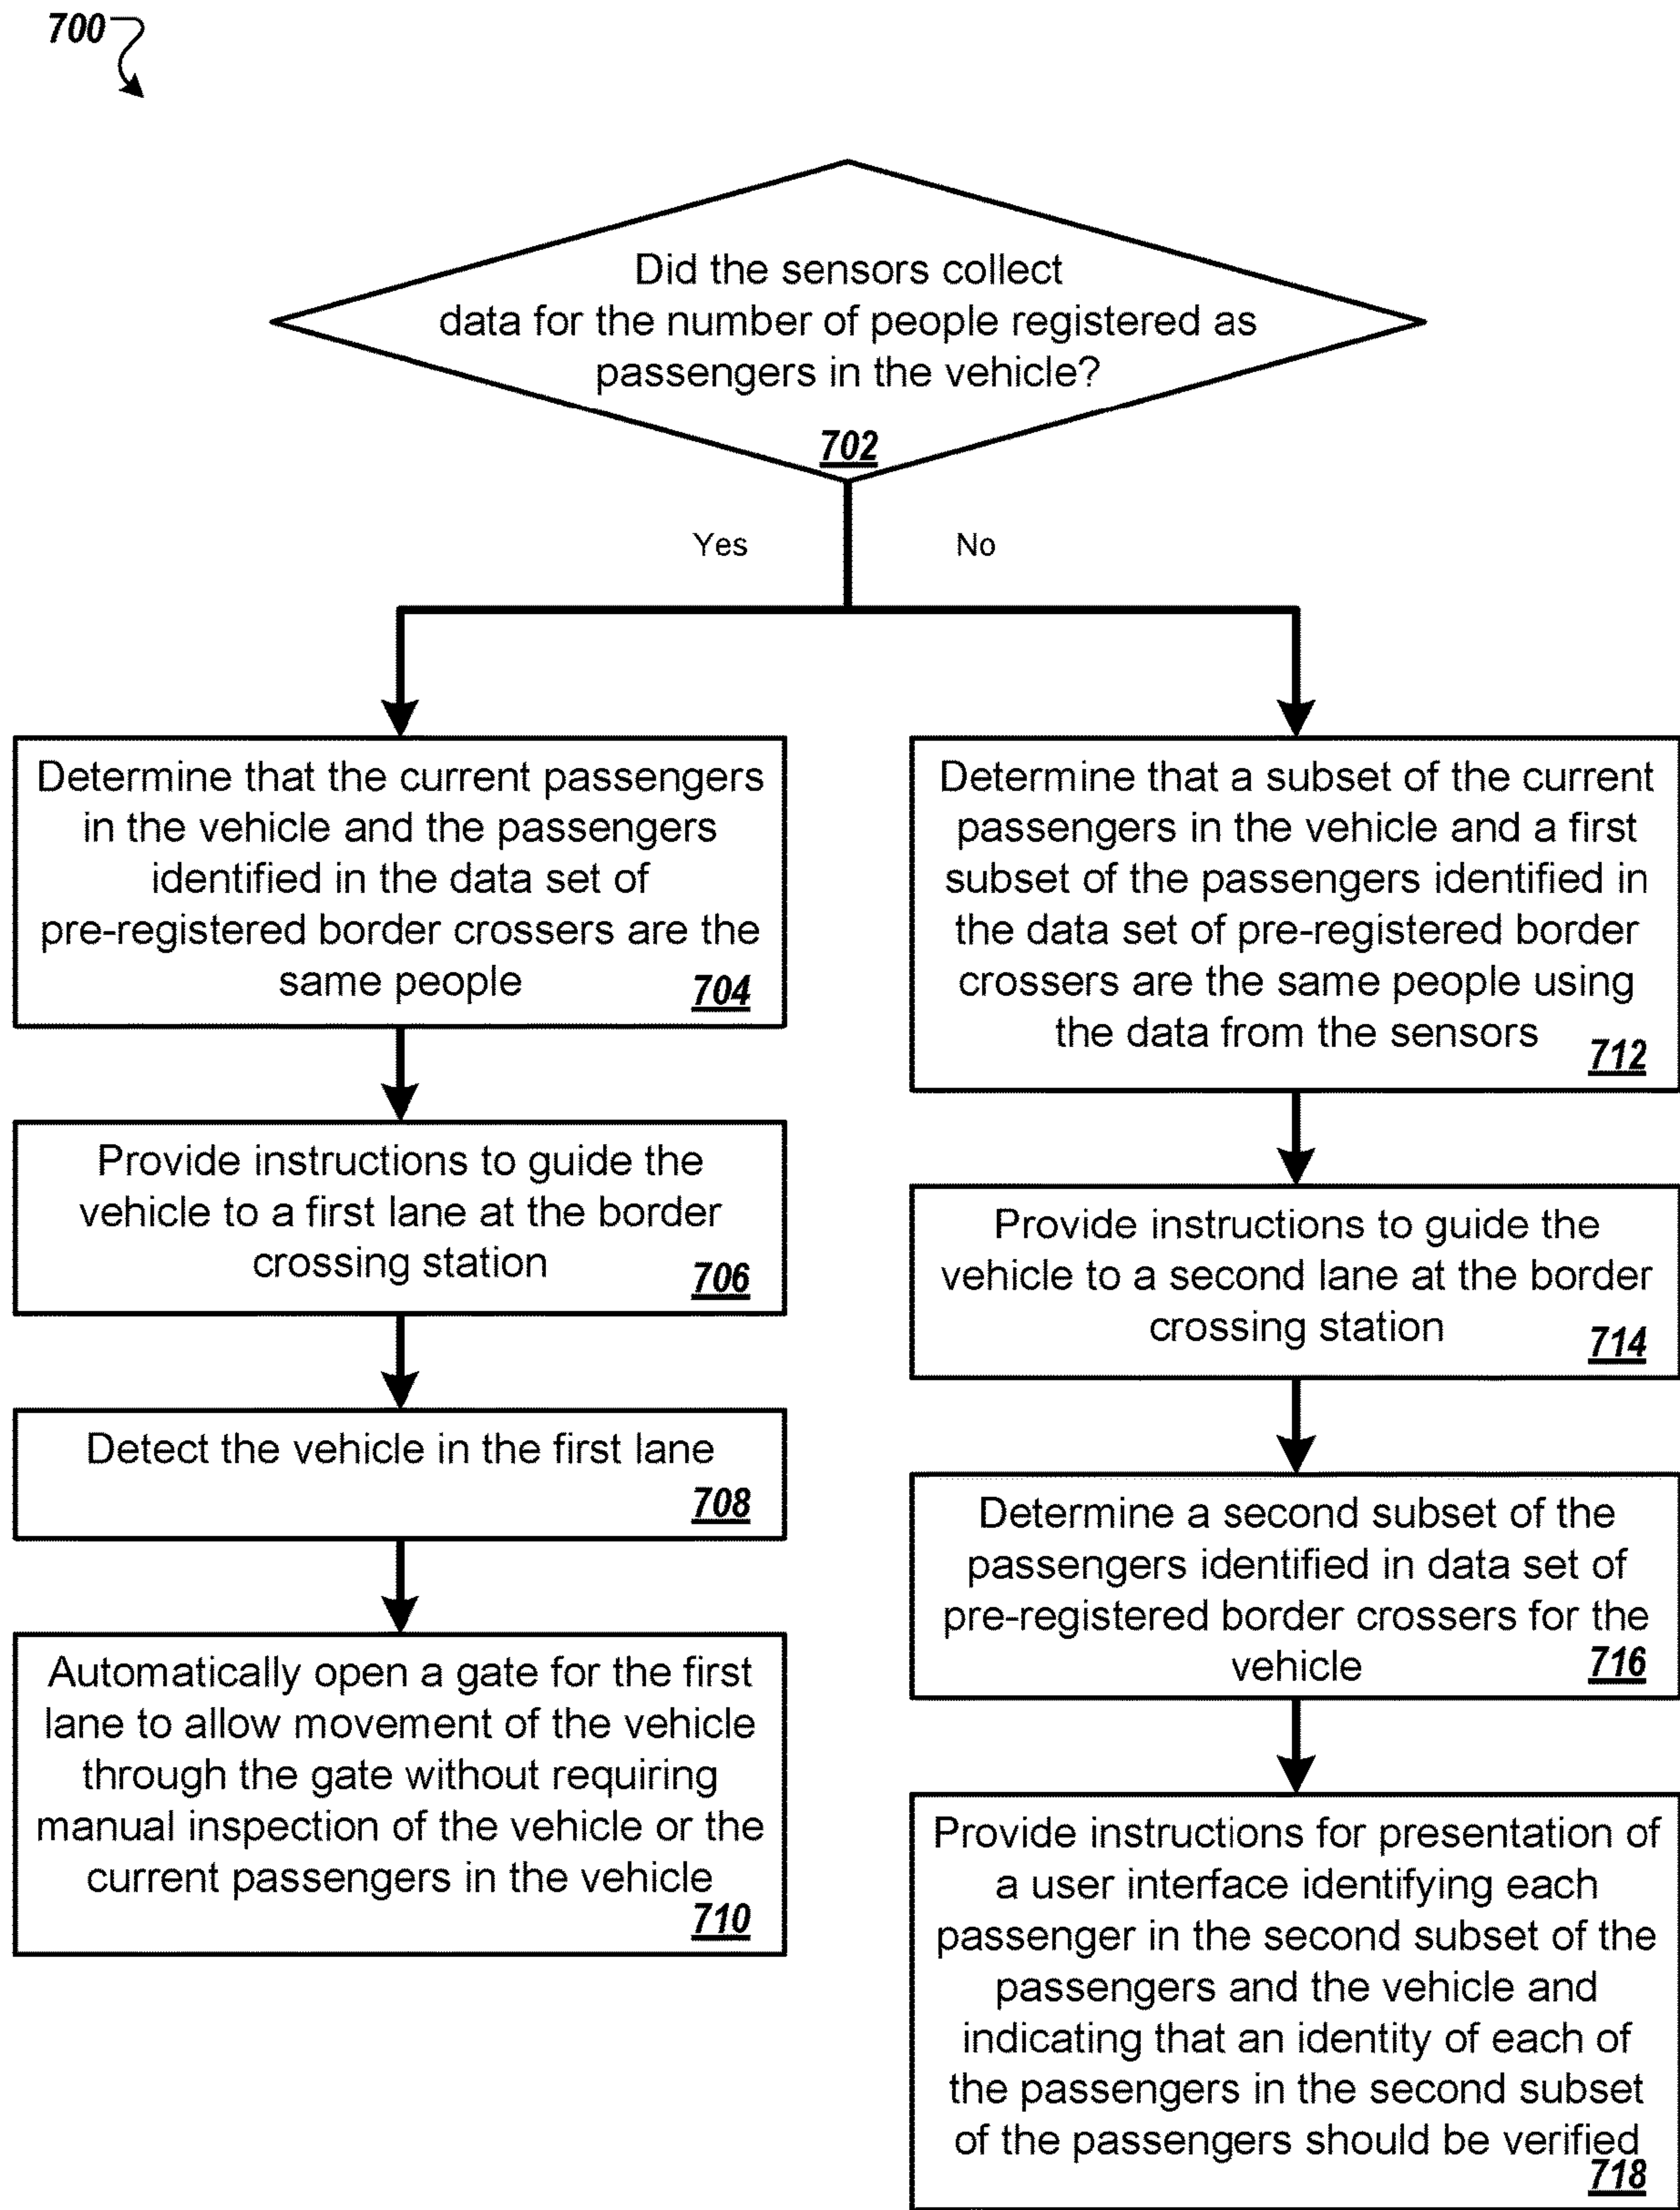 700
Did the sensors collect
data for the number of people registered as
passengers in the vehicle?
702
Yes
No
Determine that the current passengers
in the vehicle and the passengers
identified in the data set of
pre-registered border crossers are the
same people
704
Provide instructions to guide the
vehicle to a first lane at the border
crossing station
706
Detect the vehicle in the first lane
708
Automatically open a gate for the first
lane to allow movement of the vehicle
through the gate without requiring
manual inspection of the vehicle or the
current passengers in the vehicle
710
Determine that a subset of the current
passengers in the vehicle and a first
subset of the passengers identified in
the data set of pre-registered border
crossers are the same people using
the data from the sensors
712
Provide instructions to guide the
vehicle to a second lane at the border
crossing station
714
Determine a second subset of the
passengers identified in data set of
pre-registered border crossers for the
vehicle
716
Provide instructions for presentation of
a user interface identifying each
passenger in the second subset of the
passengers and the vehicle and
indicating that an identity of each of
the passengers in the second subset
of the passengers should be verified
718